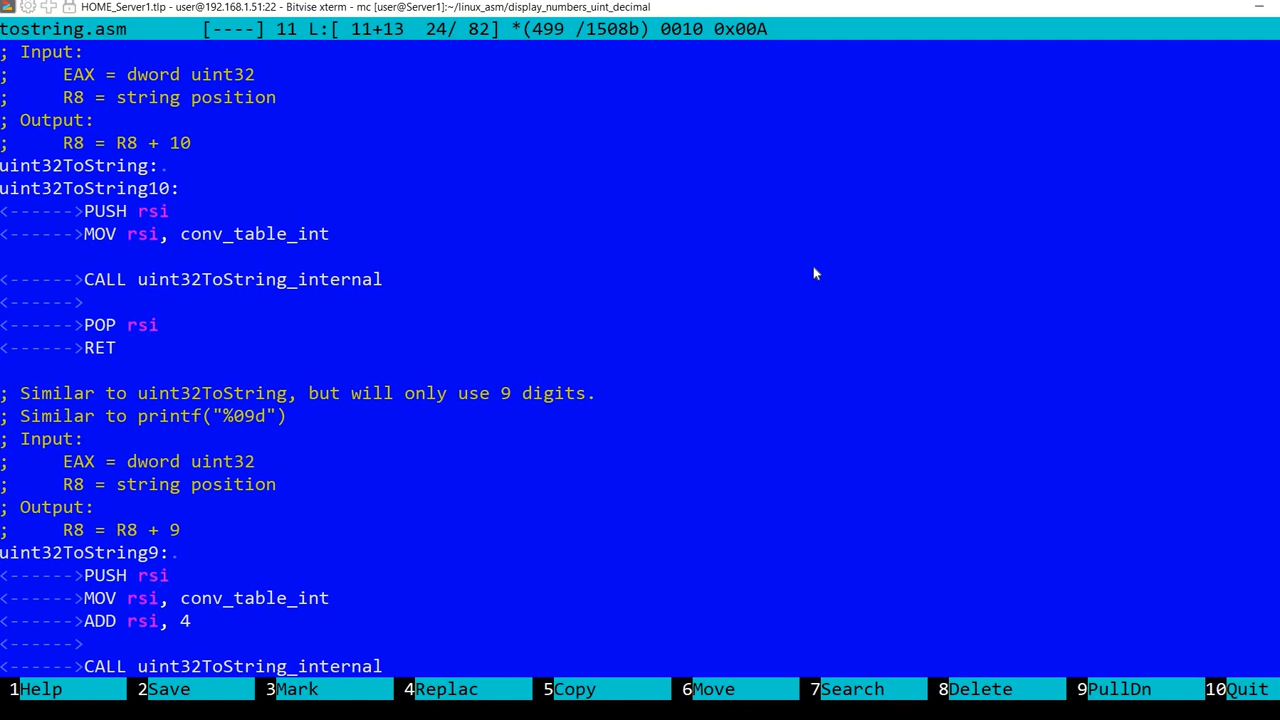 HOME_Server1.tlp - user@192.168.1.51:22 - Bitvise xterm - mc [user@Server1]:~/linux_asm/display_numbers_uint_decimal
tostring.asm       [----] 11 L:[ 11+13  24/ 82] *(499 /1508b) 0010 0x00A
; Input:
;     EAX = dword uint32
;     R8 = string position
; Output:
;     R8 = R8 + 10
uint32ToString:.
uint32ToString10:
<------>PUSH rsi
<------>MOV rsi, conv_table_int
<------>CALL uint32ToString_internal
<------>
<------>POP rsi
<------>RET
; Similar to uint32ToString, but will only use 9 digits.
; Similar to printf("%09d")
; Input:
;     EAX = dword uint32
;     R8 = string position
; Output:
;     R8 = R8 + 9
uint32ToString9:.
<------>PUSH rsi
<------>MOV rsi, conv_table_int
<------>ADD rsi, 4
<------>
<------>CALL uint32ToString_internal
1Help 2Save 3Mark 4Replac 5Copy 6Move 7Search 8Delete 9PullDn 10Quit